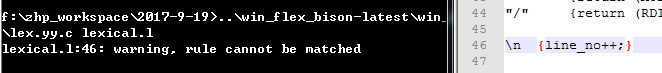 f:\zhp_workspace\2017-9-19>..\win_flex_bison-latest\win_
\lex.yy.c lexical.l
lexical.l:46: warning, rule cannot be matched
44
45 "/" {return (RDI
46 \n {line_no++;}
47